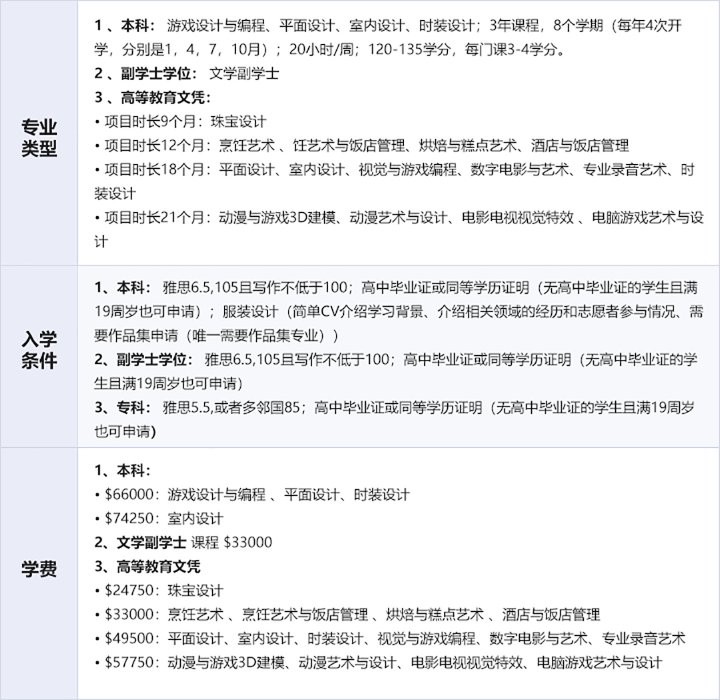 专业
类型
1 、本科： 游戏设计与编程、平面设计、室内设计、时装设计；3年课程，8个学期（每年4次开
学，分别是1，4，7，10月）；20小时/周；120-135学分，每门课3-4学分。
2 、副学士学位： 文学副学士
3 、高等教育文凭：
• 项目时长9个月：珠宝设计
• 项目时长12个月：烹饪艺术 、饪艺术与饭店管理、烘焙与糕点艺术、酒店与饭店管理
• 项目时长18个月：平面设计、室内设计、视觉与游戏编程、数字电影与艺术、专业录音艺术、时
装设计
• 项目时长21个月：动漫与游戏3D建模、动漫艺术与设计、电影电视视觉特效 、电脑游戏艺术与设
计
入学
条件
1、本科： 雅思6.5,105且写作不低于100；高中毕业证或同等学历证明（无高中毕业证的学生且满
19周岁也可申请）；服装设计（简单CV介绍学习背景、介绍相关领域的经历和志愿者参与情况、需
要作品集申请（唯一需要作品集专业））
2、副学士学位： 雅思6.5,105且写作不低于100；高中毕业证或同等学历证明（无高中毕业证的学
生且满19周岁也可申请）
3、专科： 雅思5.5,或者多邻国85；高中毕业证或同等学历证明（无高中毕业证的学生且满19周岁
也可申请）
学费
1、本科：
• $66000：游戏设计与编程 、平面设计、时装设计
• $74250：室内设计
2、文学副学士 课程 $33000
3、高等教育文凭
• $24750：珠宝设计
• $33000：烹饪艺术 、烹饪艺术与饭店管理 、烘焙与糕点艺术 、酒店与饭店管理
• $49500：平面设计、室内设计、时装设计、视觉与游戏编程、数字电影与艺术、专业录音艺术
• $57750：动漫与游戏3D建模、动漫艺术与设计、电影电视视觉特效、电脑游戏艺术与设计